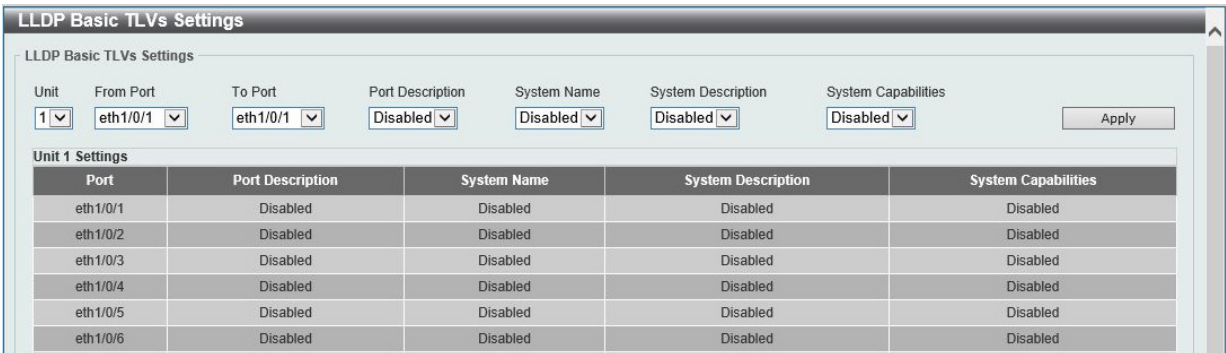 LLDP Basic TLVs Settings
LLDP Basic TLVs Settings
Unit From Port To Port Port Description System Name System Description System Capabilities
1 eth1/0/1 eth1/0/1 Disabled Disabled Disabled Disabled Apply
Unit 1 Settings
Port Port Description System Name System Description System Capabilities
eth1/0/1 Disabled Disabled Disabled Disabled
eth1/0/2 Disabled Disabled Disabled Disabled
eth1/0/3 Disabled Disabled Disabled Disabled
eth1/0/4 Disabled Disabled Disabled Disabled
eth1/0/5 Disabled Disabled Disabled Disabled
eth1/0/6 Disabled Disabled Disabled Disabled